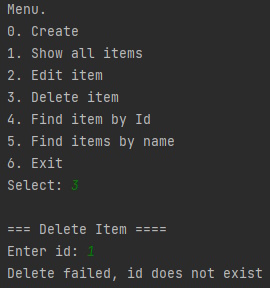 Menu.
0. Create
1. Show all items
2. Edit item
3. Delete item
4. Find item by Id
5. Find items by name
6. Exit
Select: 3
=== Delete Item ====
Enter id: 1
Delete failed, id does not exist